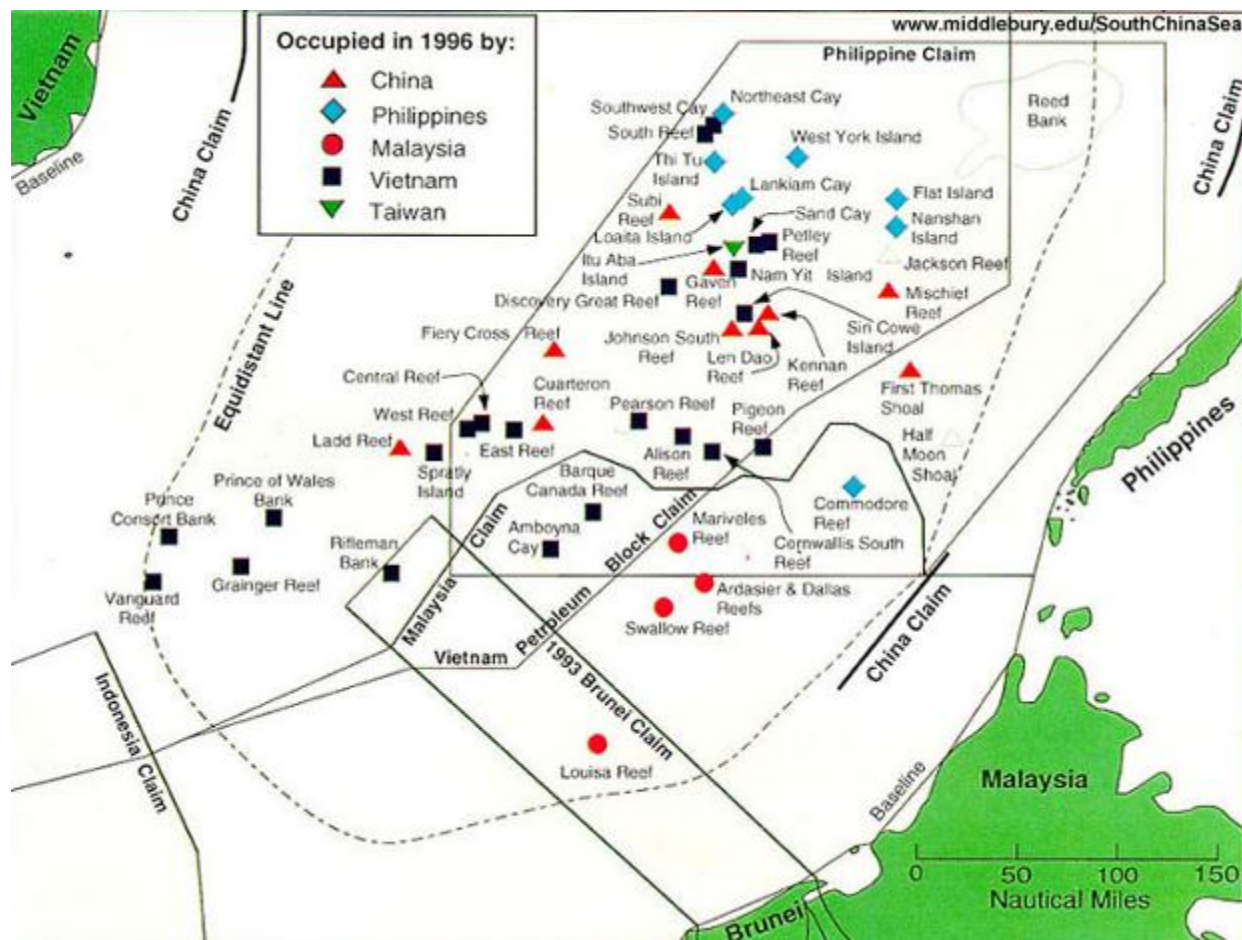 www.middlebury.edu/SouthChinaSea
Occupied in 1996 by:
China
Philippines
Malaysia
Vietnam
Taiwan
Vietnam
Baseline
China Claim
Philippine Claim
Reed
Bank
China Claim
Southwest Cay
Northeast Cay
South Reef
West York Island
Thi Tu
Island
Lankiam Cay
Flat Island
Subi
Reef
Sand Cay
Nanshan
Island
Loaita Island
Petley
Reef
Itu Aba
Island
Jackson Reef
Gaven
Reef
Nam Yit Island
Mischief
Reef
Discovery Great Reef
Equidistant Line
Fiery Cross Reef
Johnson South
Reef
Len Dao
Reef
Kennan
Reef
Sin Cowe
Island
First Thomas
Shoal
Central Reef
Cuarteron
Reef
West Reef
Pearson Reef
Pigeon
Reef
Ladd Reef
East Reef
Alison
Reef
Half
Moon
Shoal
Philippines
Spratly
Island
Barque
Canada Reef
Prince of Wales
Bank
Prince
Consort Bank
Commodore
Reef
Amboyna
Cay
Mariveles
Reef
Cornwallis South
Reef
Rifleman
Bank
Grainger Reef
Vanguard
Reef
Ardasier & Dallas
Reefs
Swallow Reef
Malaysia Claim
Vietnam Petrpleum Block Claim
China Claim
1993 Brunei Claim
Indonesia Claim
Louisa Reef
Baseline
Malaysia
Brunei
0 50 100 150
Nautical Miles